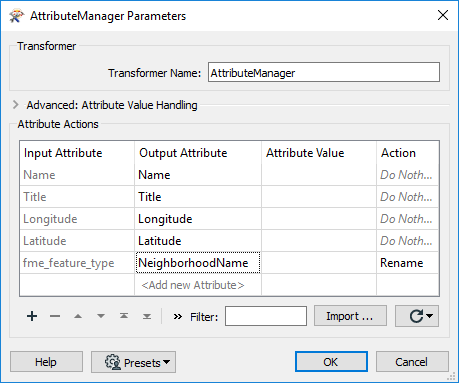 AttributeManager Parameters
Transformer
Transformer Name: AttributeManager
Advanced: Attribute Value Handling
Attribute Actions
Input Attribute Output Attribute Attribute Value Action
Name Name Do Noth...
Title Title Do Noth...
Longitude Longitude Do Noth...
Latitude Latitude Do Noth...
fme_feature_type NeighborhoodName Rename
<Add new Attribute>
Filter: Import ...
Help Presets OK Cancel